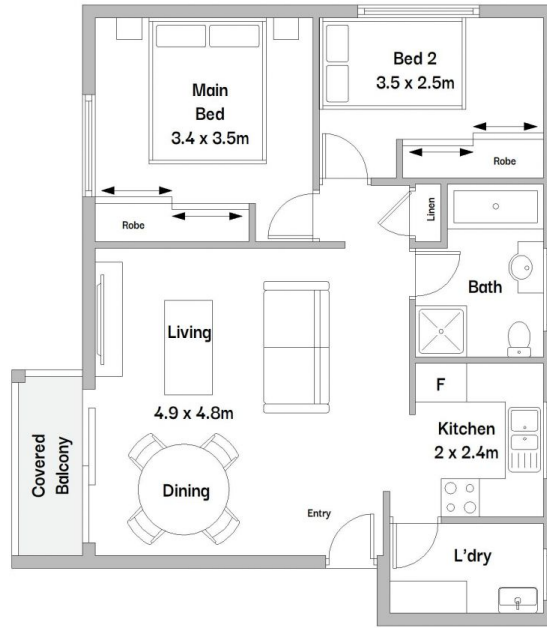 Main
Bed
3.4 x 3.5m
Bed 2
3.5 x 2.5m
Robe
Robe
Linen
Bath
Living
4.9 x 4.8m
Dining
Covered
Balcony
F
Kitchen
2 x 2.4m
Entry
L'dry